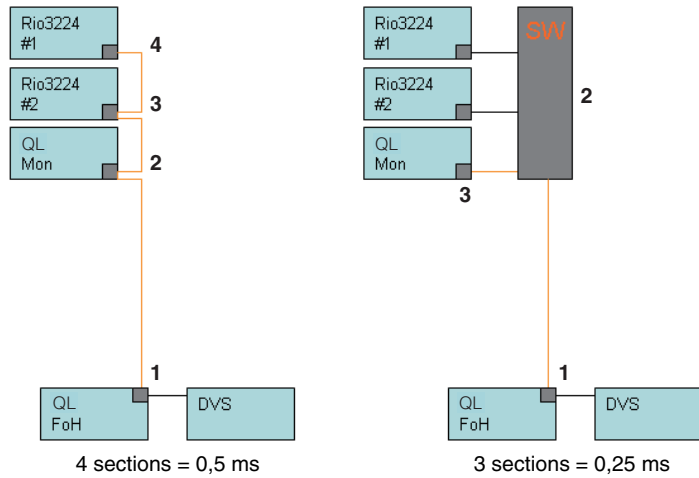 Rio3224
#1
4
Rio3224
#2
3
QL
Mon
2
1
QL
FoH
DVS
4 sections = 0,5 ms
Rio3224
#1
SW
Rio3224
#2
2
QL
Mon
3
1
QL
FoH
DVS
3 sections = 0,25 ms